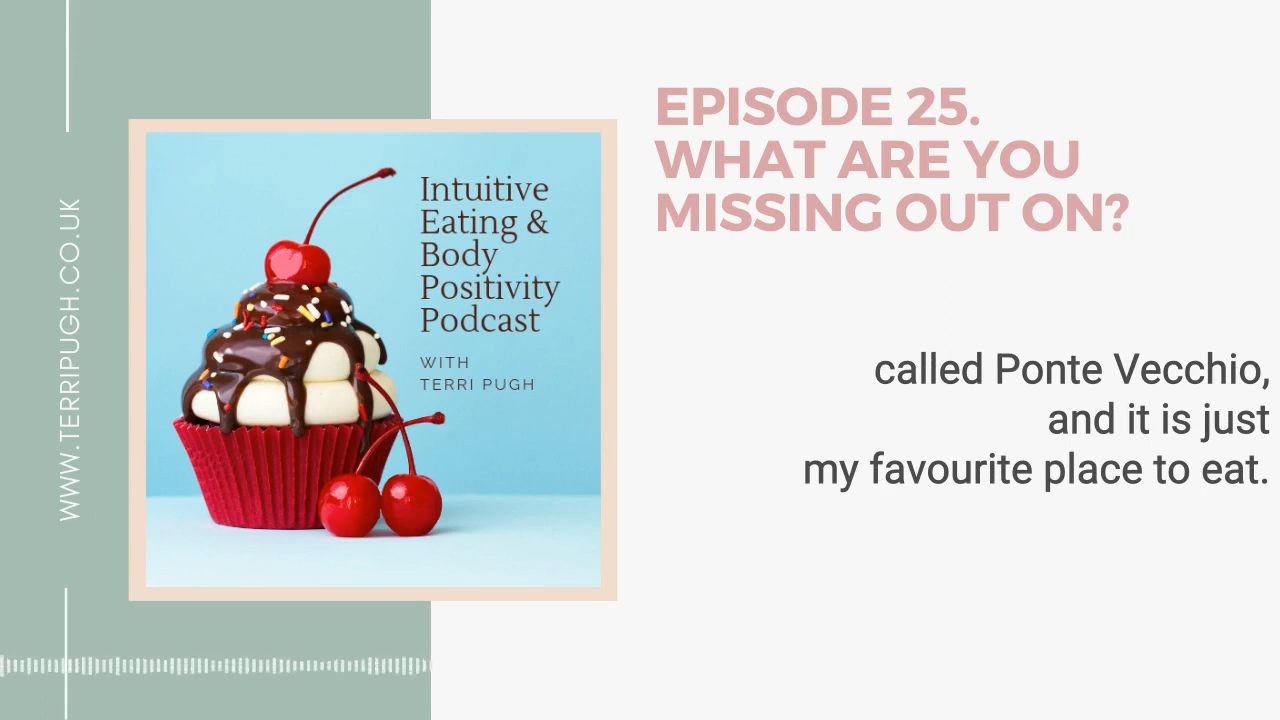 WWW.TERRIPUGH.CO.UK
Intuitive
Eating &
Body
Positivity
Podcast
WITH
TERRI PUGH
EPISODE 25.
WHAT ARE YOU
MISSING OUT ON?
called Ponte Vecchio,
and it is just
my favourite place to eat.